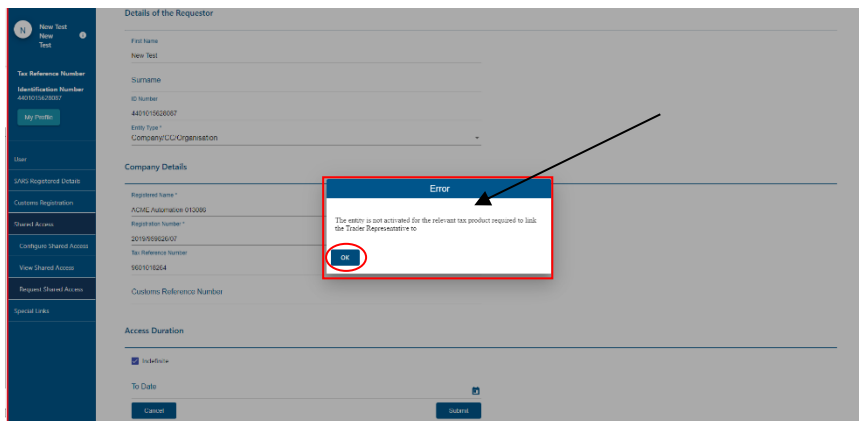 N
New Test
New
Test
Tax Reference Number
Identification Number
4401015628087
My Profile
User
SARS Registered Details
Customs Registration
Shared Access
Configure Shared Access
View Shared Access
Request Shared Access
Special Links
Details of the Requestor
First Name
New Test
Surname
ID Number
4401015628087
Entity Type *
Company/CC/Organisation
Company Details
Registered Name *
ACME Automation 013086
Registration Number *
2019/959626/07
Tax Reference Number
9601018264
Customs Reference Number
Access Duration
Indefinite
To Date
Cancel
Submit
Error
The entity is not activated for the relevant tax product required to link
the Trader Representative to
OK